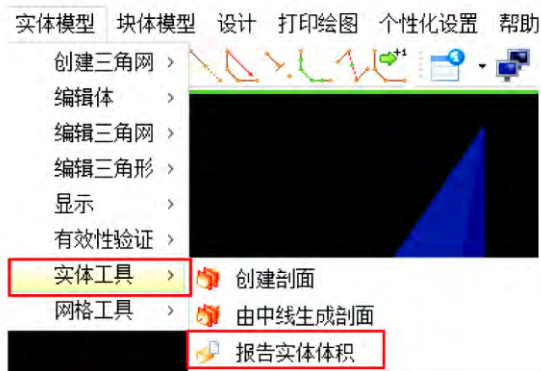 实体模型 块体模型 设计 打印绘图 个性化设置 帮助
+1
创建三角网 >
编辑体 >
编辑三角网 >
编辑三角形 >
显示 >
有效性验证 >
实体工具 >
创建剖面
网格工具 >
由中线生成剖面
报告实体体积